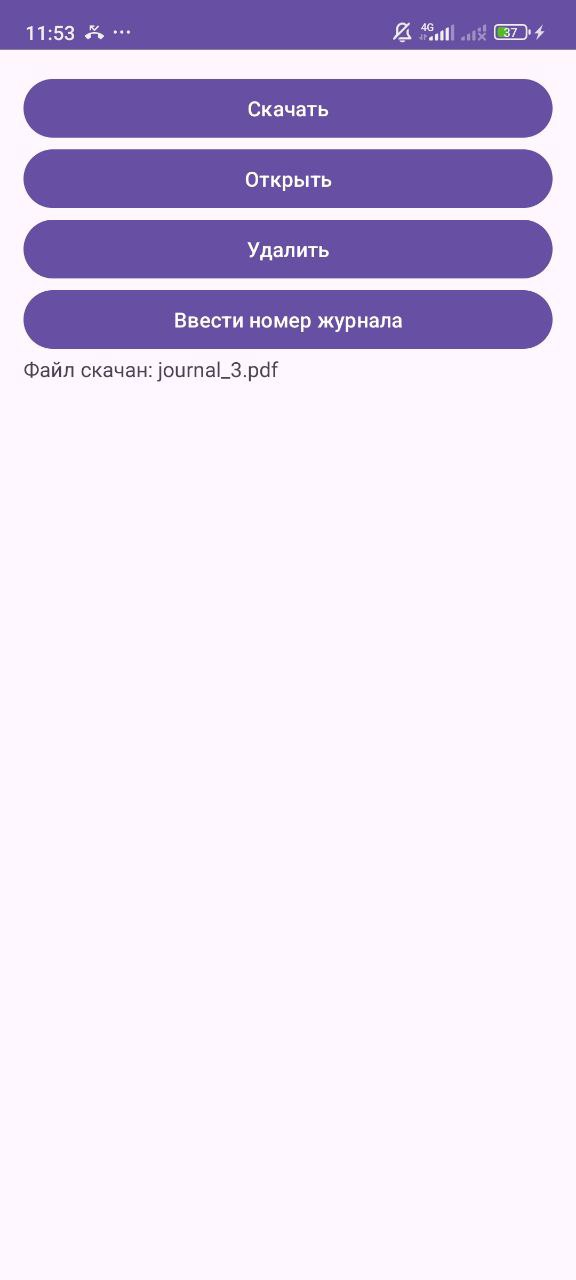 11:53 ... 4G 37
Скачать
Открыть
Удалить
Ввести номер журнала
Файл скачан: journal_3.pdf